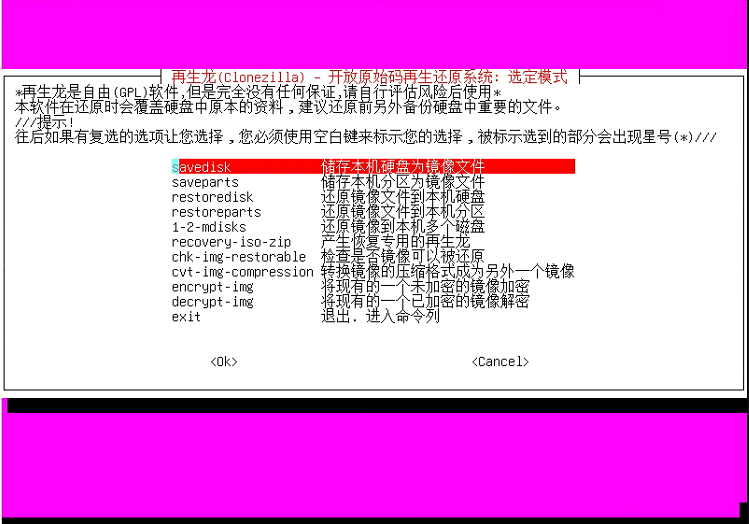 再生龙(Clonezilla) - 开放原始码再生还原系统: 选定模式
*再生龙是自由(GPL)软件,但是完全没有任何保证,请自行评估风险后使用*
本软件在还原时会覆盖硬盘中原本的资料，建议还原前另外备份硬盘中重要的文件。
///提示!
往后如果有复选的选项让您选择，您必须使用空白键来标示您的选择，被标示选到的部分会出现星号(*)///
savedisk 储存本机硬盘为镜像文件
saveparts 储存本机分区为镜像文件
restoredisk 还原镜像文件到本机硬盘
restoreparts 还原镜像文件到本机分区
1-2-mdisks 还原镜像到本机多个磁盘
recovery-iso-zip 产生恢复专用的再生龙
chk-img-restorable 检查是否镜像可以被还原
cvt-img-compression 转换镜像的压缩格式成为另外一个镜像
encrypt-img 将现有的一个未加密的镜像加密
decrypt-img 将现有的一个已加密的镜像解密
exit 退出. 进入命令列
<Ok> <Cancel>